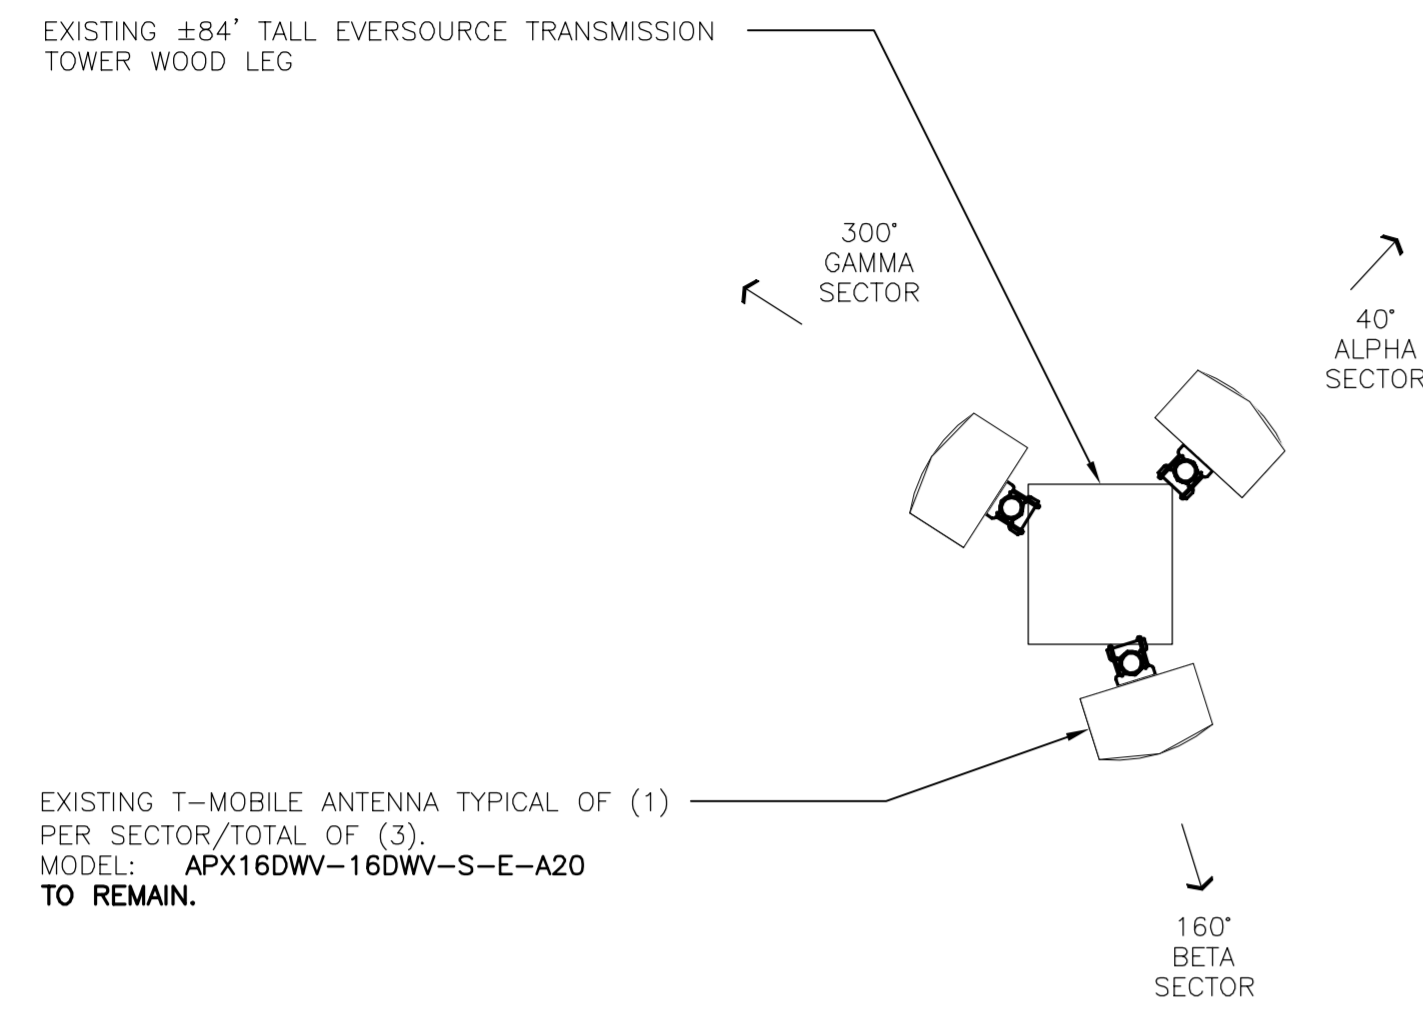 EXISTING ±84' TALL EVERSOURCE TRANSMISSION
TOWER WOOD LEG
300°
GAMMA
SECTOR
40°
ALPHA
SECTOR
EXISTING T-MOBILE ANTENNA TYPICAL OF (1)
PER SECTOR/TOTAL OF (3).
MODEL: APX16DWV-16DWV-S-E-A20
TO REMAIN.
160°
BETA
SECTOR